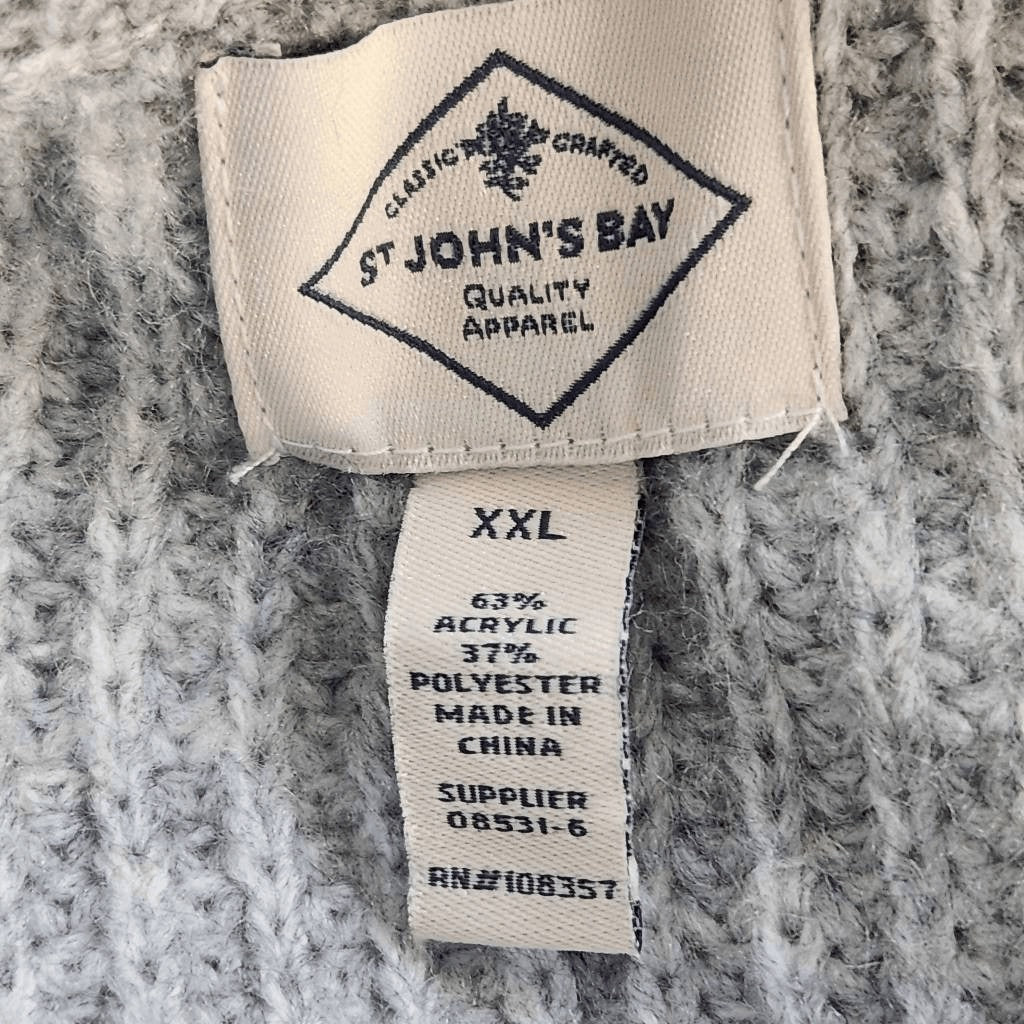 CLASSIC CRAFTED
ST JOHN'S BAY
QUALITY
APPAREL
XXL
63%
ACRYLIC
37%
POLYESTER
MADE IN
CHINA
SUPPLIER
08531-6
RN#108357